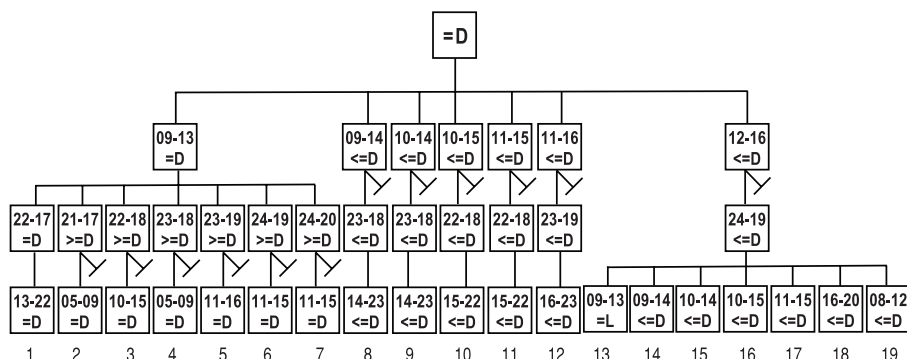 =D
09-13 09-14 10-14 10-15 11-15 11-16 12-16
=D <=D <=D <=D <=D <=D <=D
22-17 21-17 22-18 23-18 23-19 24-19 24-20 23-18 23-18 22-18 22-18 23-19 24-19
=D >=D >=D >=D >=D >=D >=D <=D <=D <=D <=D <=D <=D
13-22 05-09 10-15 05-09 11-16 11-15 11-15 14-23 14-23 15-22 15-22 16-23 09-13 09-14 10-14 10-15 11-15 16-20 08-12
=D =D =D =D =D =D =D <=D <=D <=D <=D <=D =L <=D <=D <=D <=D <=D <=D
1 2 3 4 5 6 7 8 9 10 11 12 13 14 15 16 17 18 19